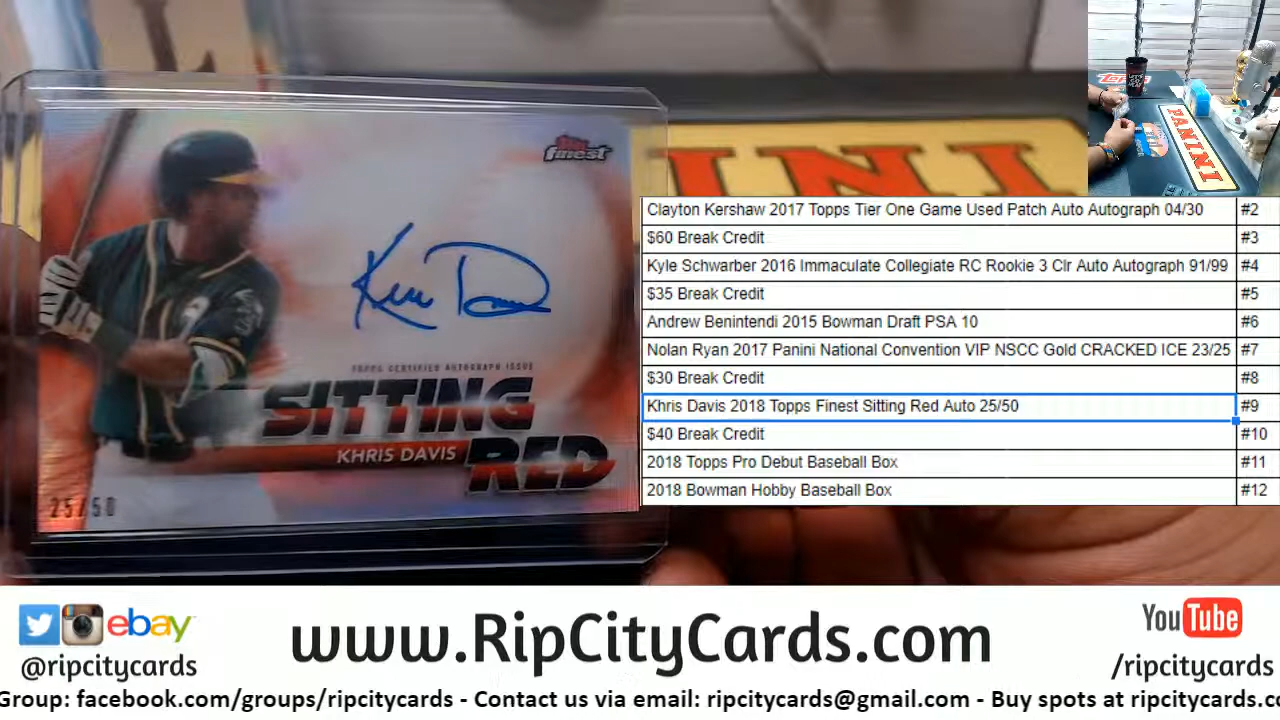 Topps
finest
Ken Davis
TOPPS CERTIFIED AUTOGRAPH ISSUE
SITTING
KHRIS DAVIS
RED
25/50
INI
Topps
PANINI
Clayton Kershaw 2017 Topps Tier One Game Used Patch Auto Autograph 04/30 #2
$60 Break Credit #3
Kyle Schwarber 2016 Immaculate Collegiate RC Rookie 3 Clr Auto Autograph 91/99 #4
$35 Break Credit #5
Andrew Benintendi 2015 Bowman Draft PSA 10 #6
Nolan Ryan 2017 Panini National Convention VIP NSCC Gold CRACKED ICE 23/25 #7
$30 Break Credit #8
Khris Davis 2018 Topps Finest Sitting Red Auto 25/50 #9
$40 Break Credit #10
2018 Topps Pro Debut Baseball Box #11
2018 Bowman Hobby Baseball Box #12
ebay
@ripcitycards
www.RipCityCards.com
YouTube
/ripcitycards
Group: facebook.com/groups/ripcitycards - Contact us via email: ripcitycards@gmail.com - Buy spots at ripcitycards.co